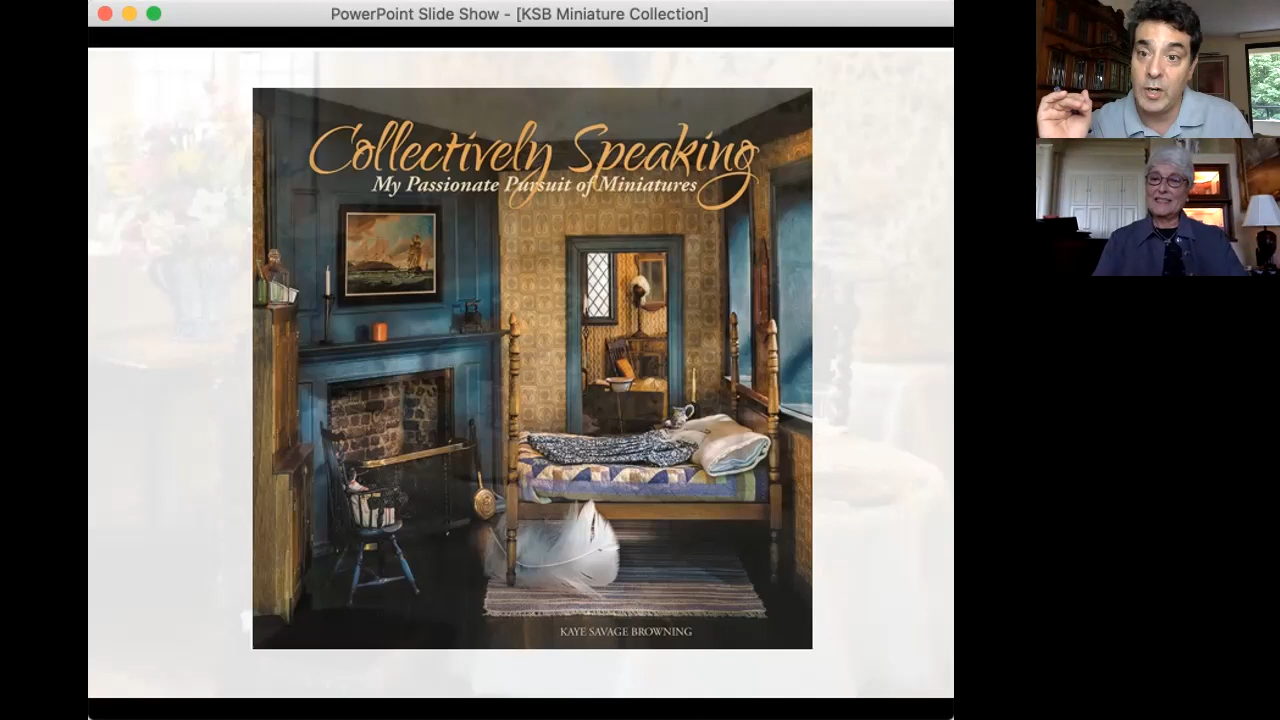 PowerPoint Slide Show - [KSB Miniature Collection]
Collectively Speaking
My Passionate Pursuit of Miniatures
KAYE SAVAGE BROWNING